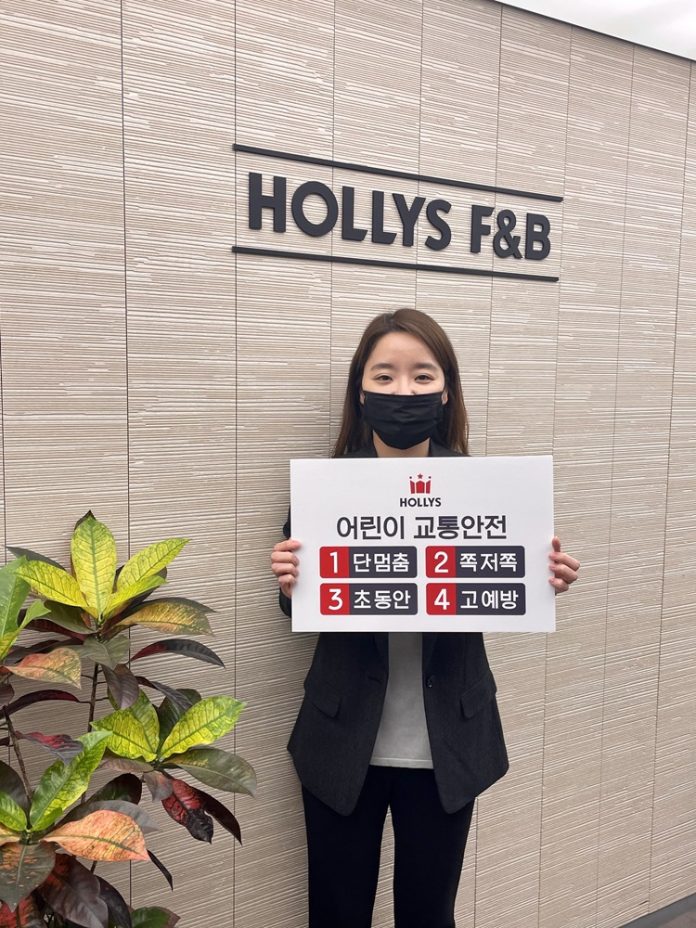 HOLLYS F&B
HOLLYS
어린이 교통안전
1 단멈춤 2 쪽저쪽
3 초동안 4 고예방